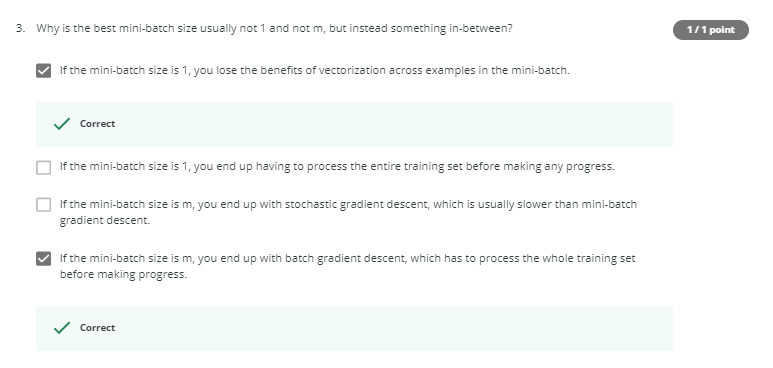 3. Why is the best mini-batch size usually not 1 and not m, but instead something in-between?
1 / 1 point
If the mini-batch size is 1, you lose the benefits of vectorization across examples in the mini-batch.
Correct
If the mini-batch size is 1, you end up having to process the entire training set before making any progress.
If the mini-batch size is m, you end up with stochastic gradient descent, which is usually slower than mini-batch
gradient descent.
If the mini-batch size is m, you end up with batch gradient descent, which has to process the whole training set
before making progress.
Correct